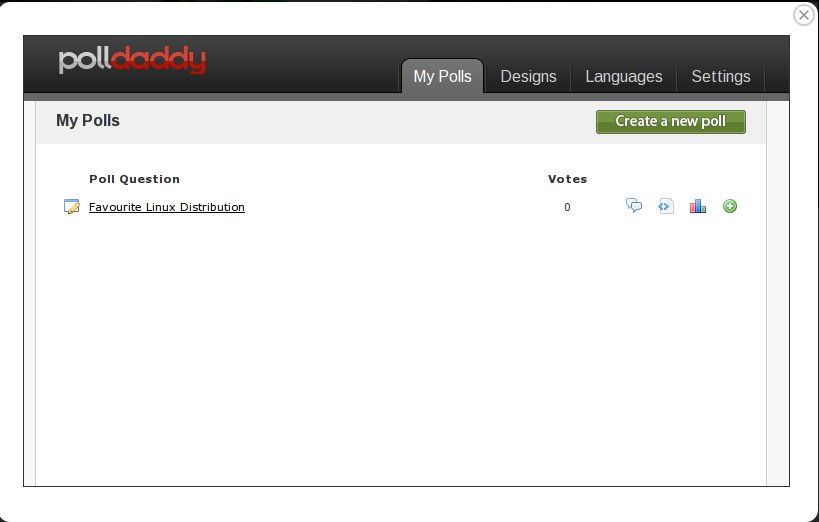 polldaddy
My Polls Designs Languages Settings
My Polls Create a new poll
Poll Question Votes
Favourite Linux Distribution 0